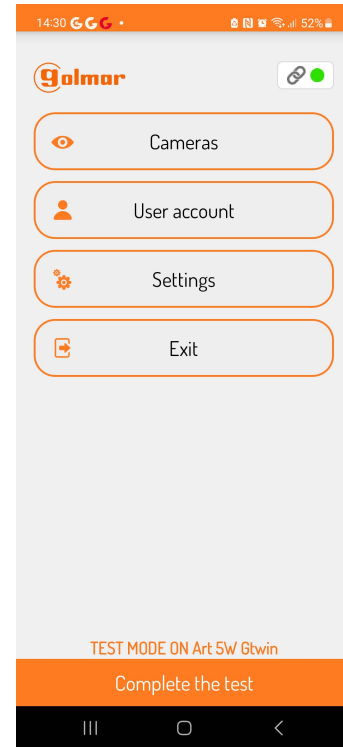 14:30 G G G • 52%
golmar
Cameras
User account
Settings
Exit
TEST MODE ON Art 5W Gtwin
Complete the test